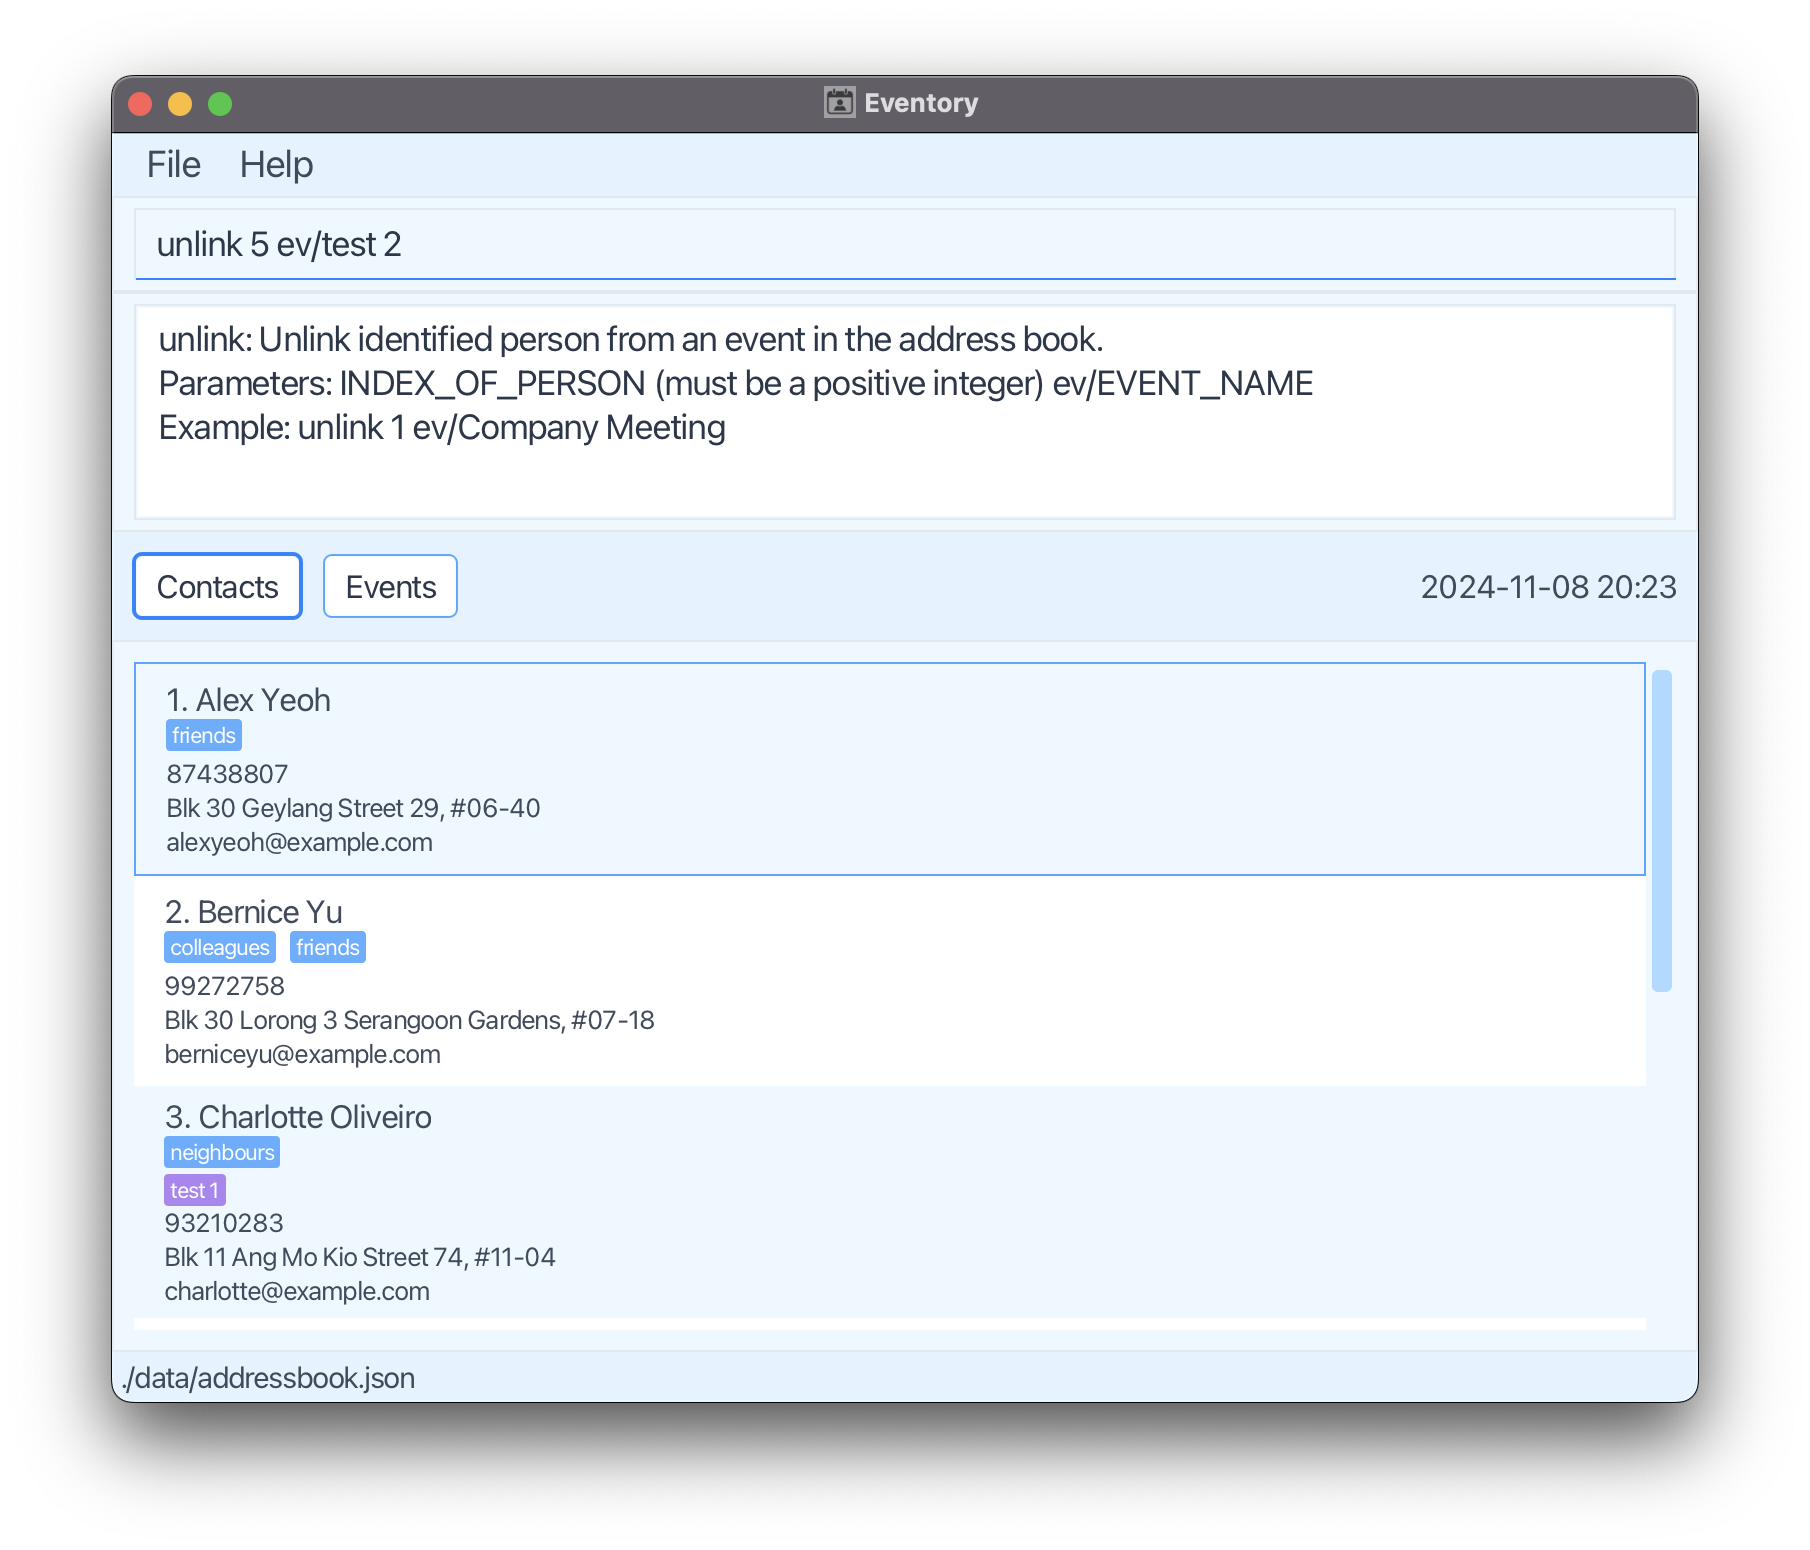 Eventory
File Help
unlink 5 ev/test 2
unlink: Unlink identified person from an event in the address book.
Parameters: INDEX_OF_PERSON (must be a positive integer) ev/EVENT_NAME
Example: unlink 1 ev/Company Meeting
Contacts Events 2024-11-08 20:23
1. Alex Yeoh
friends
87438807
Blk 30 Geylang Street 29, #06-40
alexyeoh@example.com
2. Bernice Yu
colleagues friends
99272758
Blk 30 Lorong 3 Serangoon Gardens, #07-18
berniceyu@example.com
3. Charlotte Oliveiro
neighbours
test 1
93210283
Blk 11 Ang Mo Kio Street 74, #11-04
charlotte@example.com
./data/addressbook.json